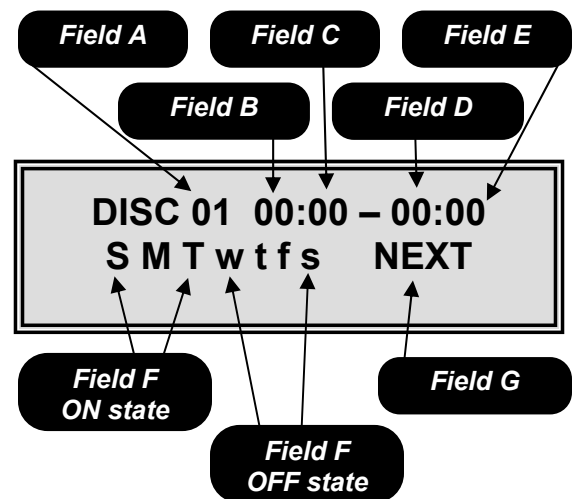 Field A
Field C
Field E
Field B
Field D
DISC 01 00:00 – 00:00
S M T w t f s NEXT
Field F
ON state
Field G
Field F
OFF state